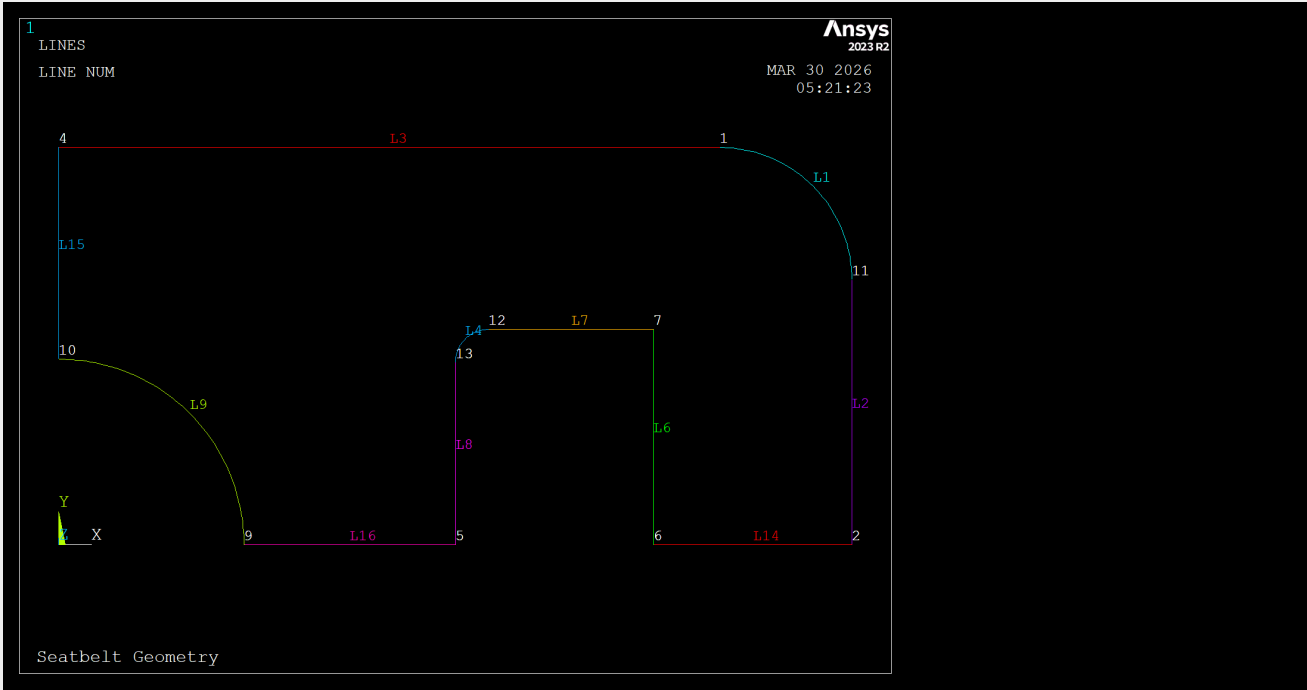 1
LINES
LINE NUM
Ansys
2023 R2
MAR 30 2026
05:21:23
4
L3
1
L1
L15
11
12
L7
7
L4
10
13
L9
L2
L6
L8
Y
Z
X
9
L16
5
6
L14
2
Seatbelt Geometry